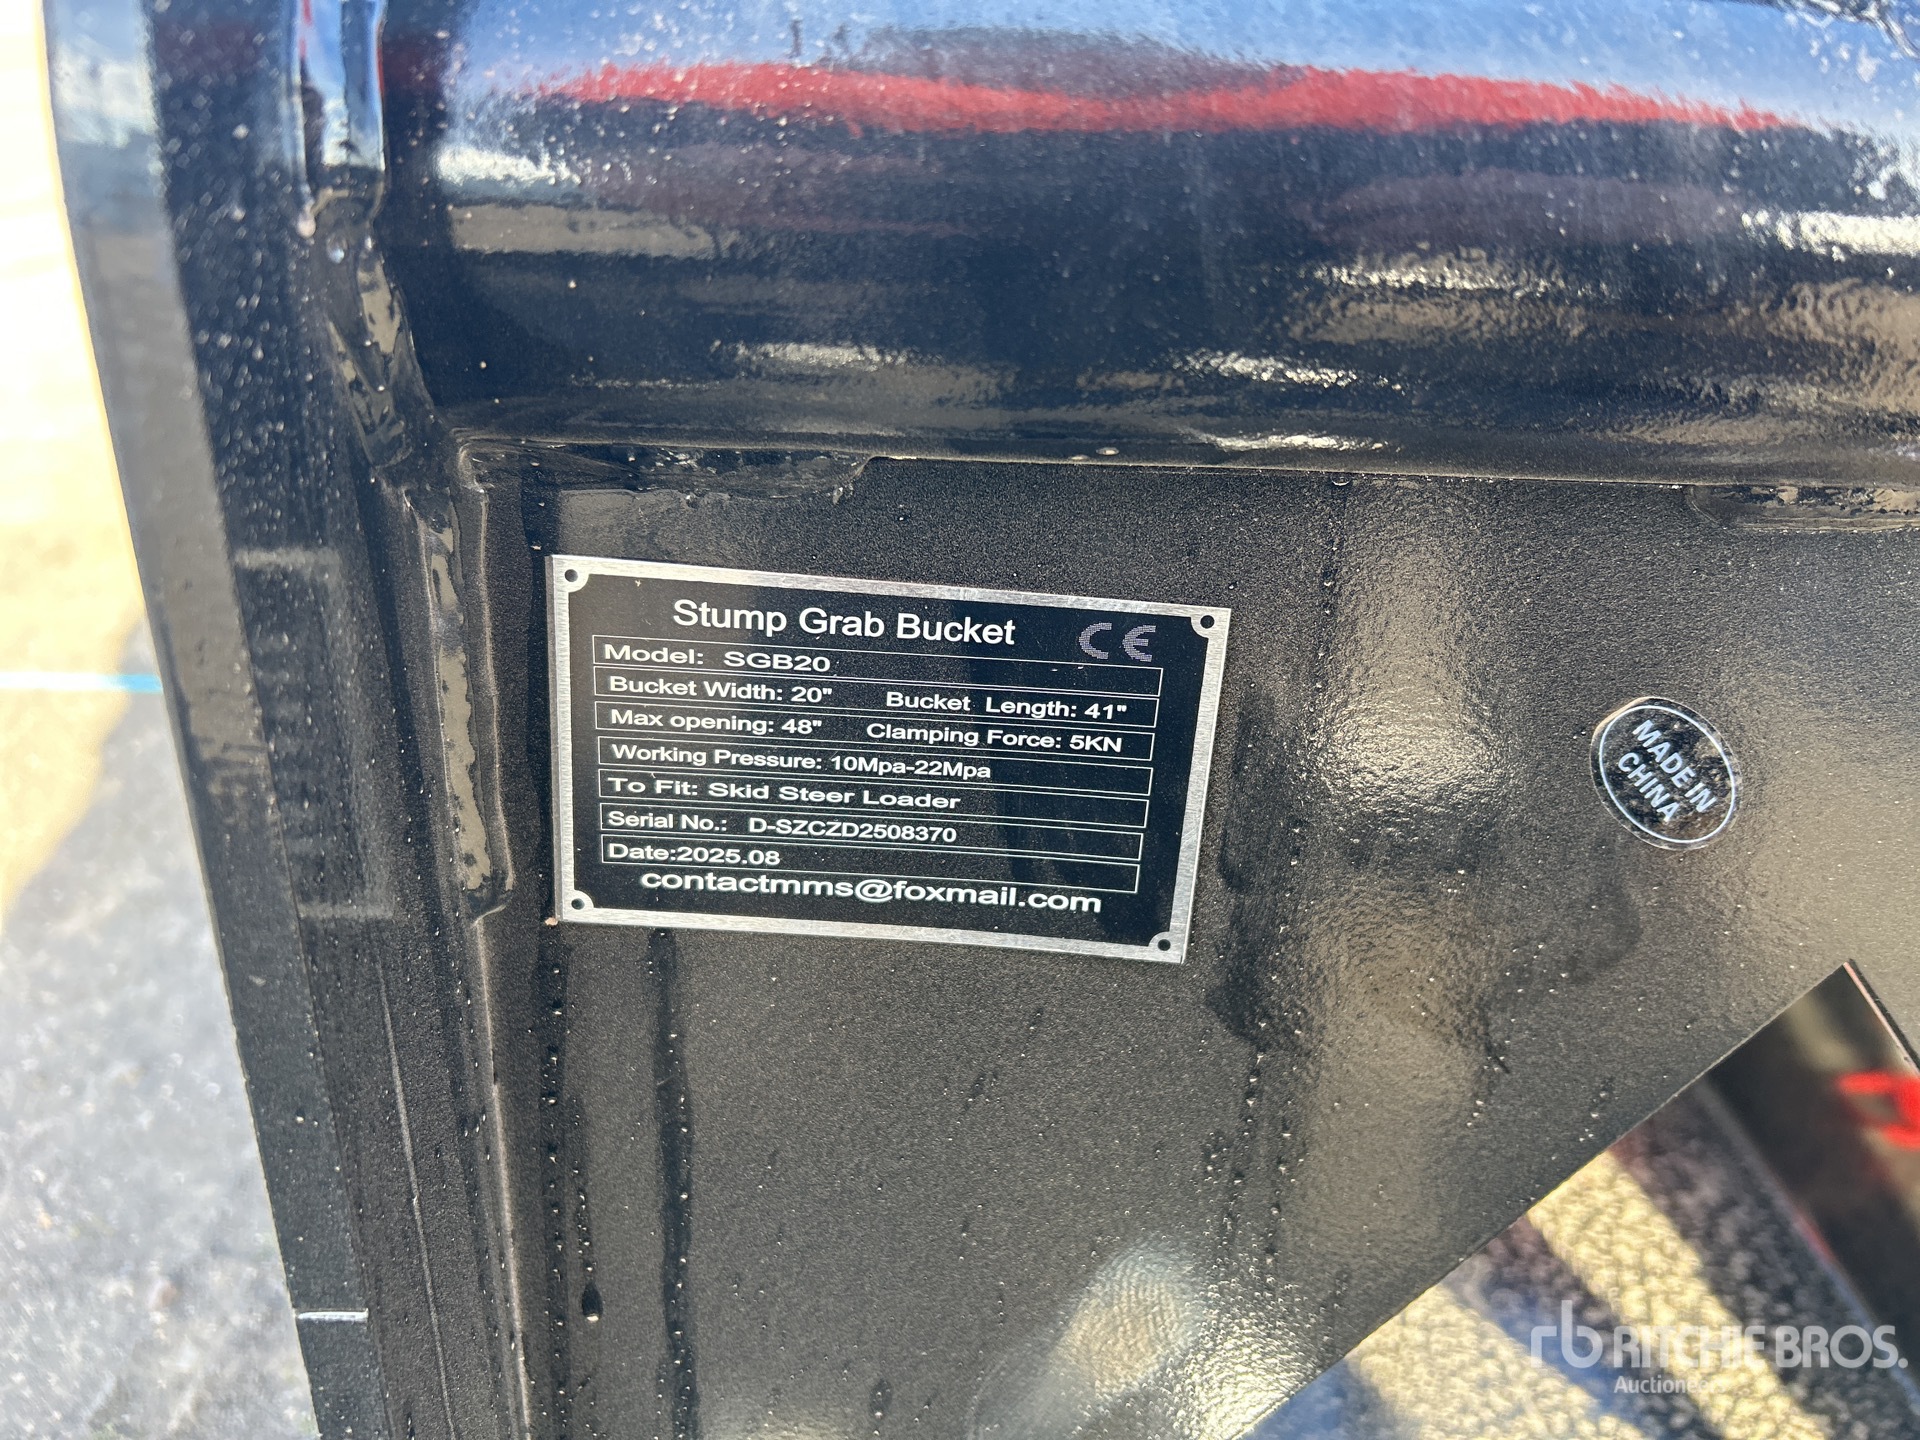 Stump Grab Bucket CE
Model: SGB20
Bucket Width: 20" Bucket Length: 41"
Max opening: 48" Clamping Force: 5KN
Working Pressure: 10Mpa-22Mpa
To Fit: Skid Steer Loader
Serial No.: D-SZCZD2508370
Date:2025.08
contactmms@foxmail.com
MADE IN
CHINA
rb RITCHIE BROS.
Auctioneers